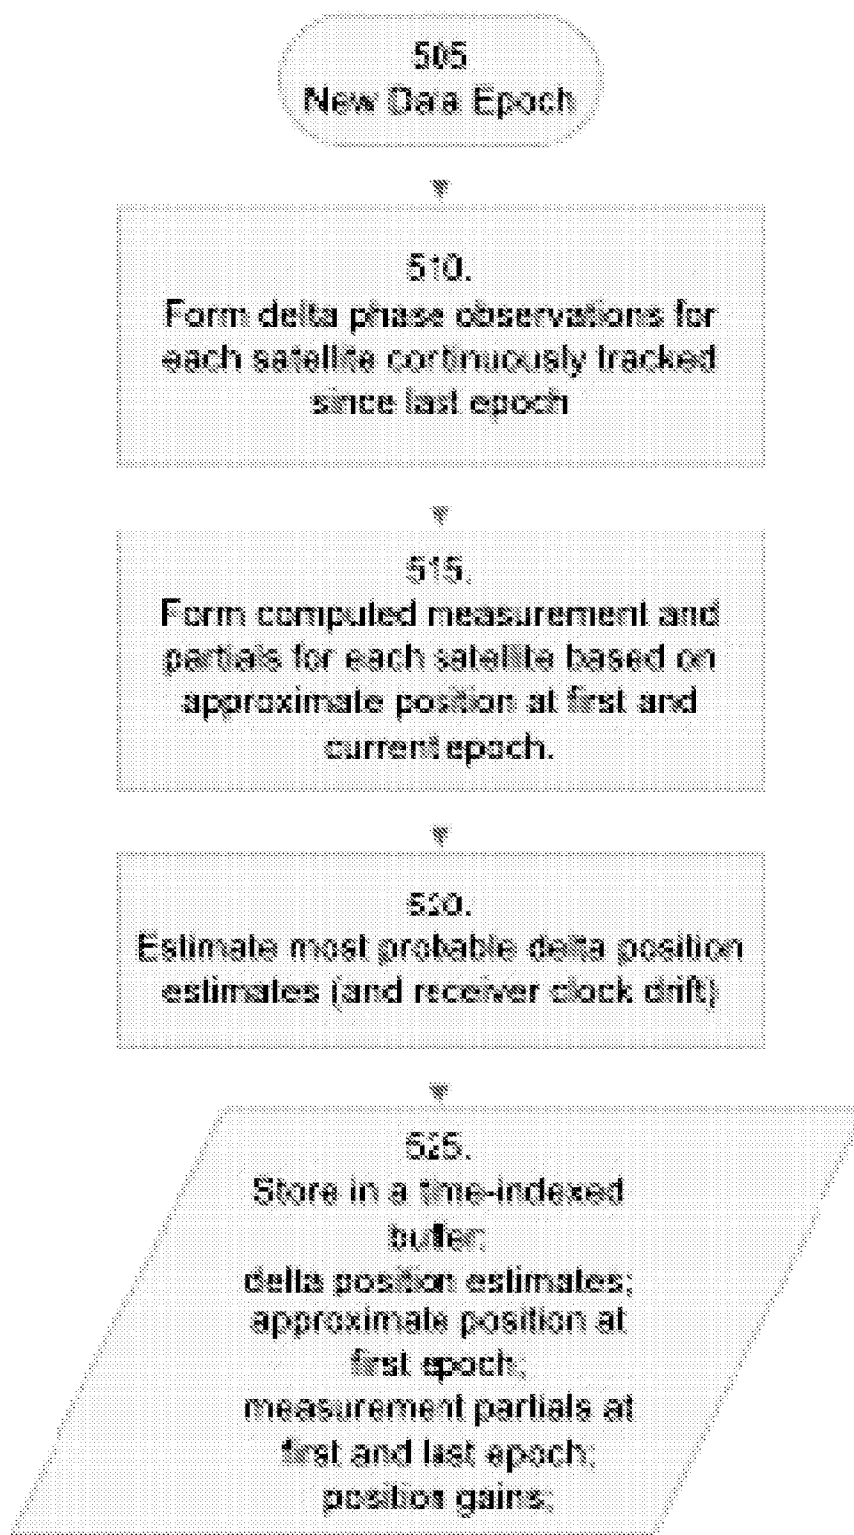 505
New Data Epoch
510.
Form delta phase observations for
each satellite continuously tracked
since last epoch
515.
Form computed measurement and
partials for each satellite based on
approximate position at first and
current epoch.
520.
Estimate most probable delta position
estimates (and receiver clock drift)
525.
Store in a time-indexed
buffer:
delta position estimates;
approximate position at
first epoch;
measurement partials at
first and last epoch;
position gains;